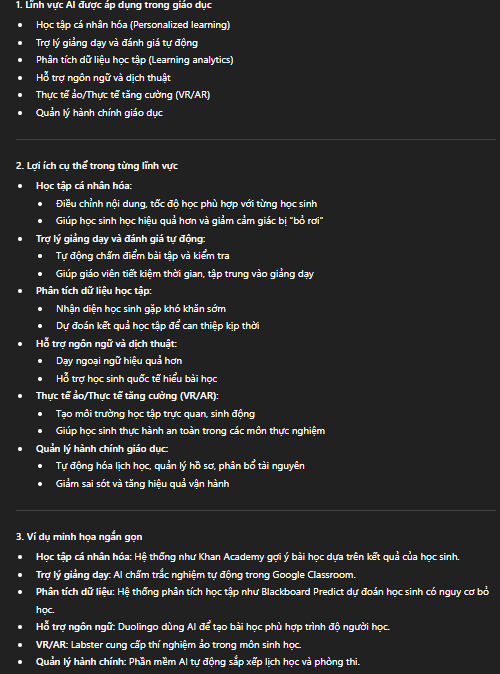 1. Lĩnh vực AI được áp dụng trong giáo dục
• Học tập cá nhân hóa (Personalized learning)
• Trợ lý giảng dạy và đánh giá tự động
• Phân tích dữ liệu học tập (Learning analytics)
• Hỗ trợ ngôn ngữ và dịch thuật
• Thực tế ảo/Thực tế tăng cường (VR/AR)
• Quản lý hành chính giáo dục
2. Lợi ích cụ thể trong từng lĩnh vực
• Học tập cá nhân hóa:
• Điều chỉnh nội dung, tốc độ học phù hợp với từng học sinh
• Giúp học sinh học hiệu quả hơn và giảm cảm giác bị “bỏ rơi”
• Trợ lý giảng dạy và đánh giá tự động:
• Tự động chấm điểm bài tập và kiểm tra
• Giúp giáo viên tiết kiệm thời gian, tập trung vào giảng dạy
• Phân tích dữ liệu học tập:
• Nhận diện học sinh gặp khó khăn sớm
• Dự đoán kết quả học tập để can thiệp kịp thời
• Hỗ trợ ngôn ngữ và dịch thuật:
• Dạy ngoại ngữ hiệu quả hơn
• Hỗ trợ học sinh quốc tế hiểu bài học
• Thực tế ảo/Thực tế tăng cường (VR/AR):
• Tạo môi trường học tập trực quan, sinh động
• Giúp học sinh thực hành an toàn trong các môn thực nghiệm
• Quản lý hành chính giáo dục:
• Tự động hóa lịch học, quản lý hồ sơ, phân bổ tài nguyên
• Giảm sai sót và tăng hiệu quả vận hành
3. Ví dụ minh họa ngắn gọn
• Học tập cá nhân hóa: Hệ thống như Khan Academy gợi ý bài học dựa trên kết quả của học sinh.
• Trợ lý giảng dạy: AI chấm trắc nghiệm tự động trong Google Classroom.
• Phân tích dữ liệu: Hệ thống phân tích học tập như Blackboard Predict dự đoán học sinh có nguy cơ bỏ
học.
• Hỗ trợ ngôn ngữ: Duolingo dùng AI để tạo bài học phù hợp trình độ người học.
• VR/AR: Labster cung cấp thí nghiệm ảo trong môn sinh học.
• Quản lý hành chính: Phần mềm AI tự động sắp xếp lịch học và phòng thi.